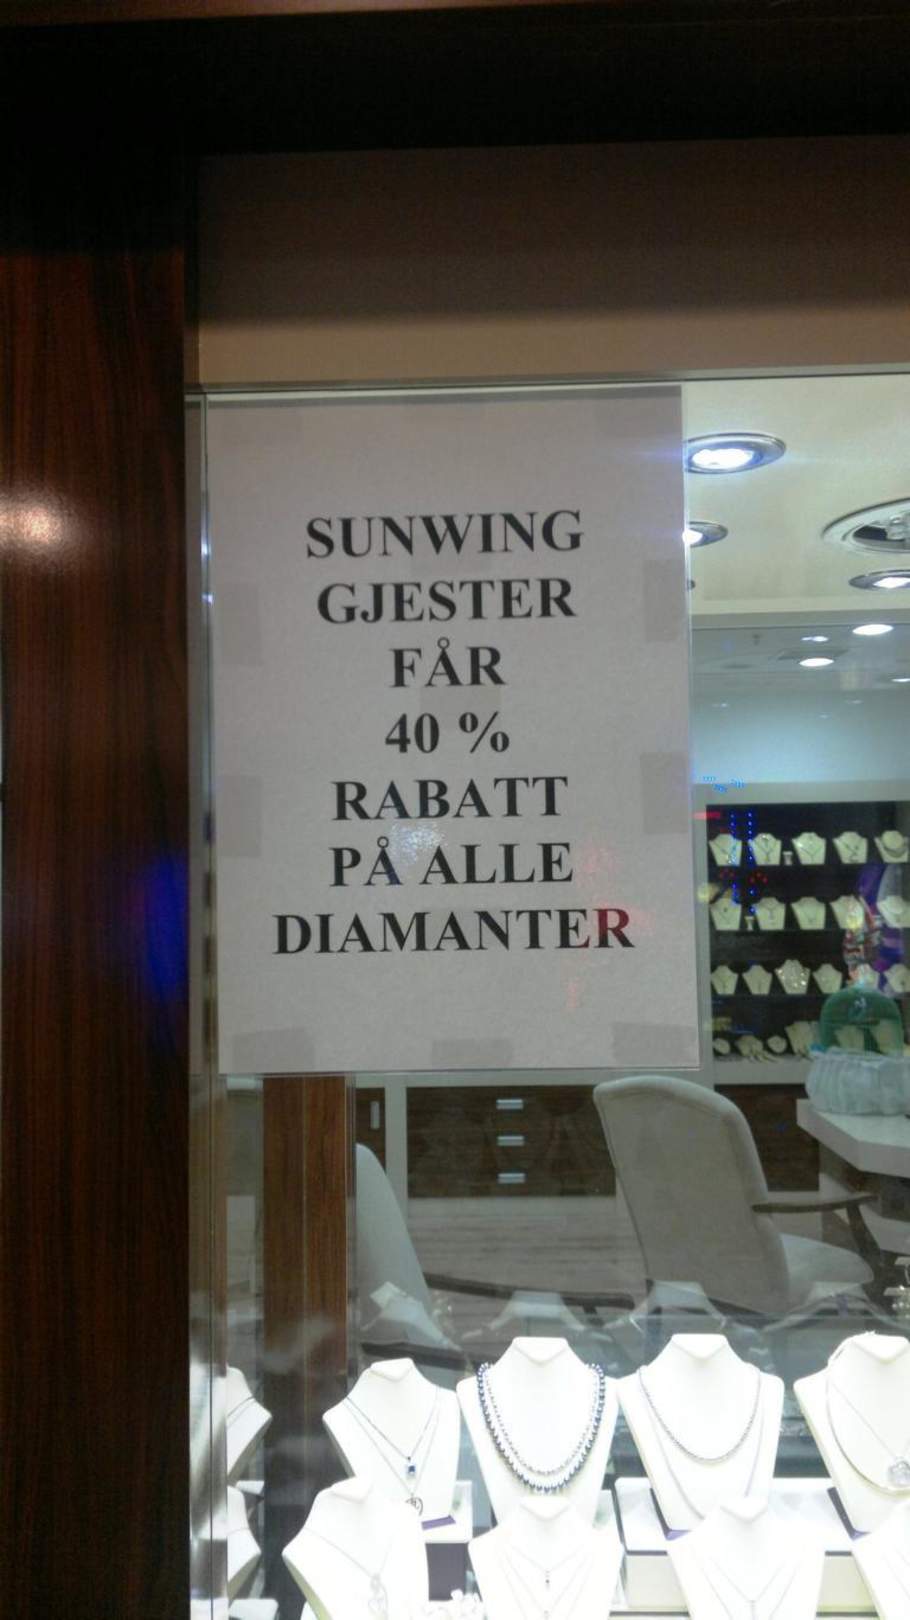 SUNWING
GJESTER
FÅR
40 %
RABATT
PÅ ALLE
DIAMANTER